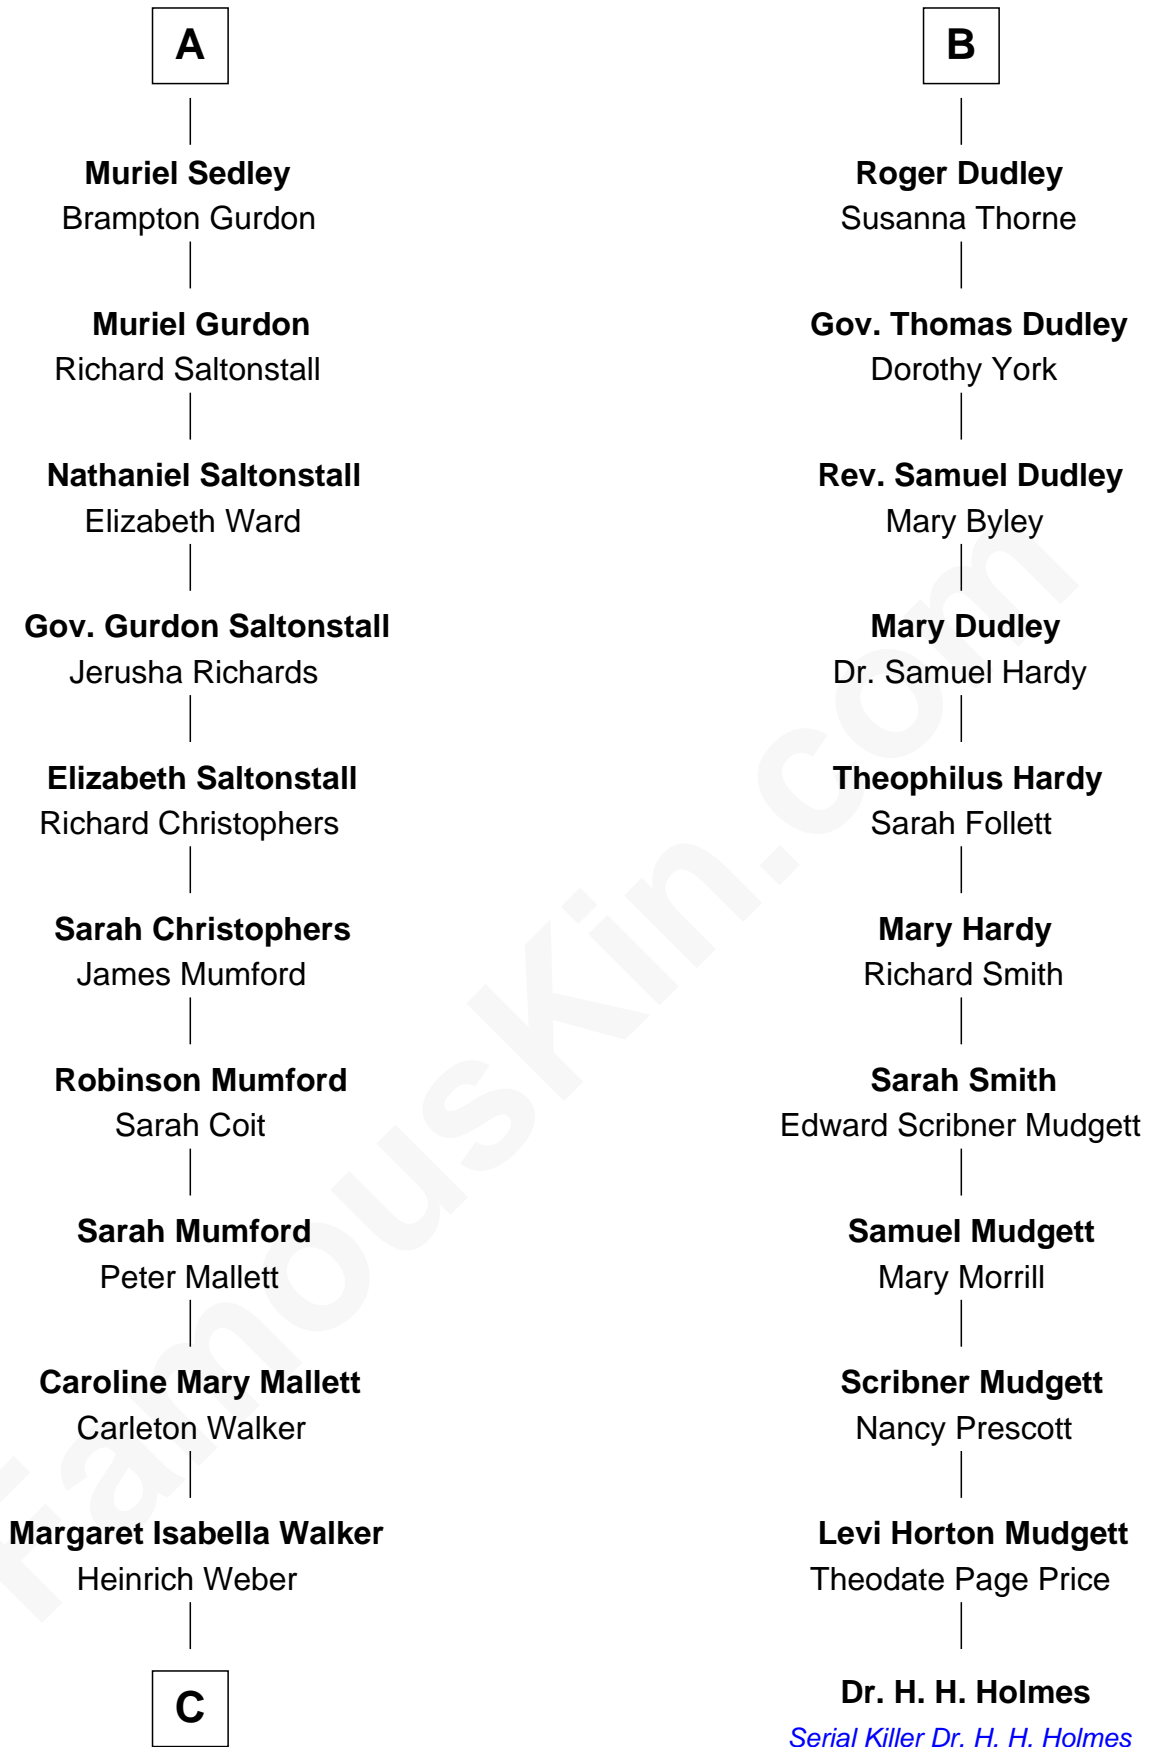 A
Muriel Sedley
Brampton Gurdon
Muriel Gurdon
Richard Saltonstall
Nathaniel Saltonstall
Elizabeth Ward
Gov. Gurdon Saltonstall
Jerusha Richards
Elizabeth Saltonstall
Richard Christophers
Sarah Christophers
James Mumford
Robinson Mumford
Sarah Coit
Sarah Mumford
Peter Mallett
Caroline Mary Mallett
Carleton Walker
Margaret Isabella Walker
Heinrich Weber
C
B
Roger Dudley
Susanna Thorne
Gov. Thomas Dudley
Dorothy York
Rev. Samuel Dudley
Mary Byley
Mary Dudley
Dr. Samuel Hardy
Theophilus Hardy
Sarah Follett
Mary Hardy
Richard Smith
Sarah Smith
Edward Scribner Mudgett
Samuel Mudgett
Mary Morrill
Scribner Mudgett
Nancy Prescott
Levi Horton Mudgett
Theodate Page Price
Dr. H. H. Holmes
Serial Killer Dr. H. H. Holmes
FamousKin.com